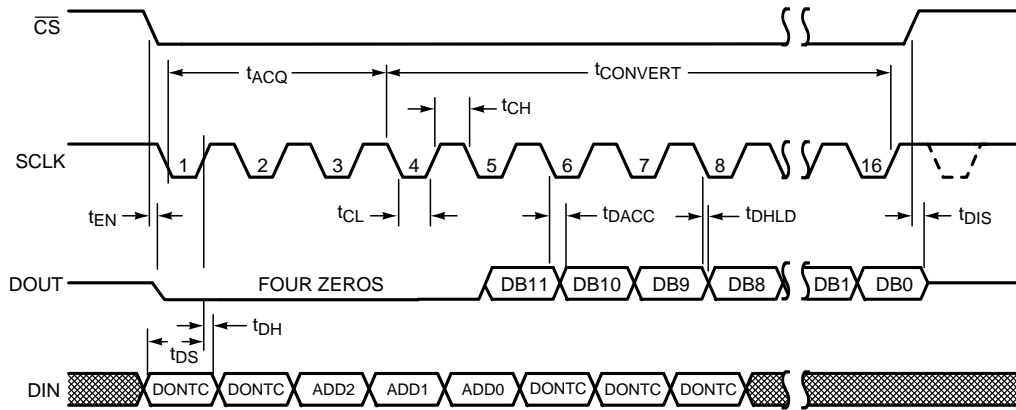 CS
tACQ
tCONVERT
tCH
SCLK
1 2 3 4 5 6 7 8 16
tEN
tCL
tDACC
tDHLD
tDIS
DOUT
FOUR ZEROS
DB11 DB10 DB9 DB8 DB1 DB0
tDH
tDS
DIN
DONTC DONTC ADD2 ADD1 ADD0 DONTC DONTC DONTC